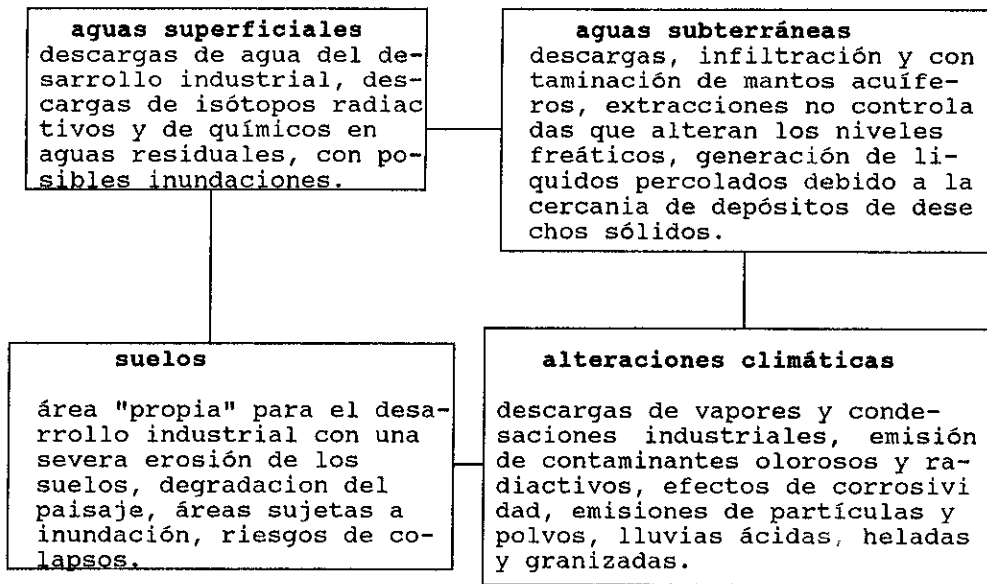 aguas superficiales
descargas de agua del de-
sarrollo industrial, des-
cargas de isótopos radiac
tivos y de químicos en
aguas residuales, con po-
sibles inundaciones.
aguas subterráneas
descargas, infiltración y con
taminación de mantos acuífe-
ros, extracciones no controla
das que alteran los niveles
freáticos, generación de li-
quidos percolados debido a la
cercania de depósitos de dese
chos sólidos.
suelos
área "propia" para el desa-
rrollo industrial con una
severa erosión de los
suelos, degradacion del
paisaje, áreas sujetas a
inundación, riesgos de co-
lapsos.
alteraciones climáticas
descargas de vapores y conde-
saciones industriales, emisión
de contaminantes olorosos y ra-
diactivos, efectos de corrosivi
dad, emisiones de partículas y
polvos, lluvias ácidas, heladas
y granizadas.